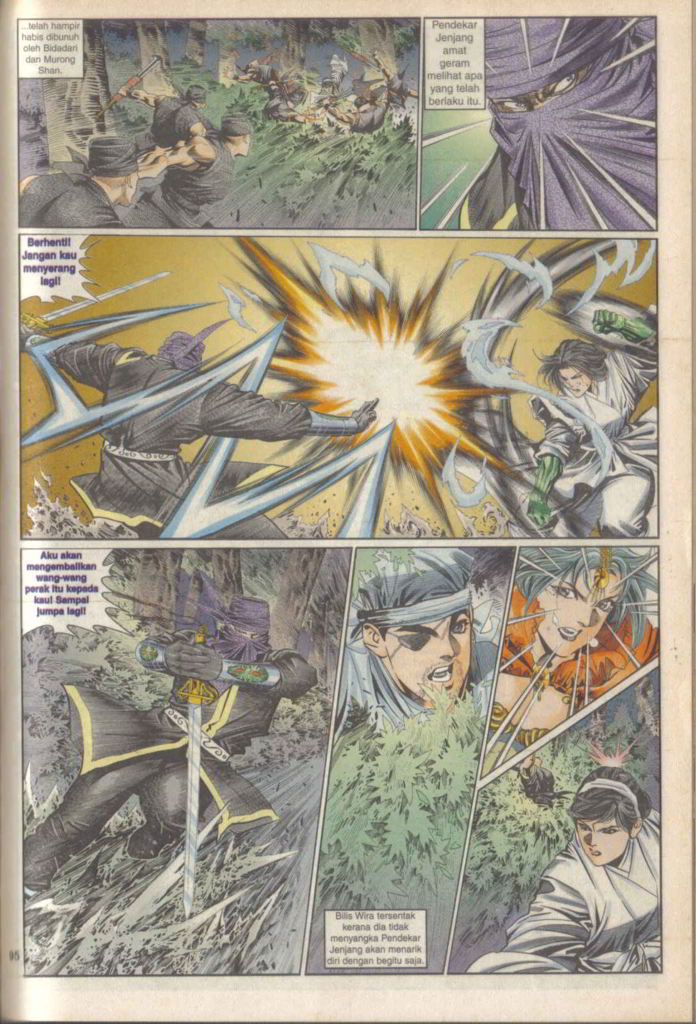 ...telah hampir
habis dibunuh
oleh Bidadari
dan Murong
Shan.
Pendekar
Jenjang
amat
geram
melihat apa
yang telah
berlaku itu.
Berhenti!
Jangan kau
menyerang
lagi!
Aku akan
mengembalikan
wang-wang
perak itu kepada
kau! Sampai
jumpa lagi!
Bilis Wira tersentak
kerana dia tidak
menyangka Pendekar
Jenjang akan menarik
diri dengan begitu saja.
95